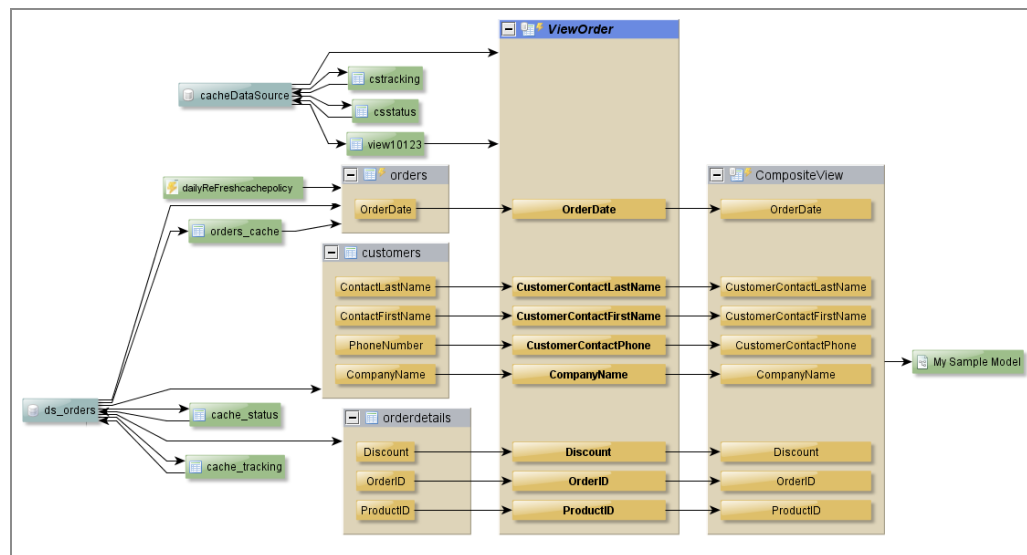 ViewOrder
cacheDataSource
cstracking
csstatus
view10123
dailyReFreshcachepolicy
orders_cache
orders
OrderDate
OrderDate
CompositeView
OrderDate
customers
ContactLastName
CustomerContactLastName
CustomerContactLastName
ContactFirstName
CustomerContactFirstName
CustomerContactFirstName
PhoneNumber
CustomerContactPhone
CustomerContactPhone
CompanyName
CompanyName
CompanyName
My Sample Model
ds_orders
cache_status
cache_tracking
orderdetails
Discount
Discount
Discount
OrderID
OrderID
OrderID
ProductID
ProductID
ProductID